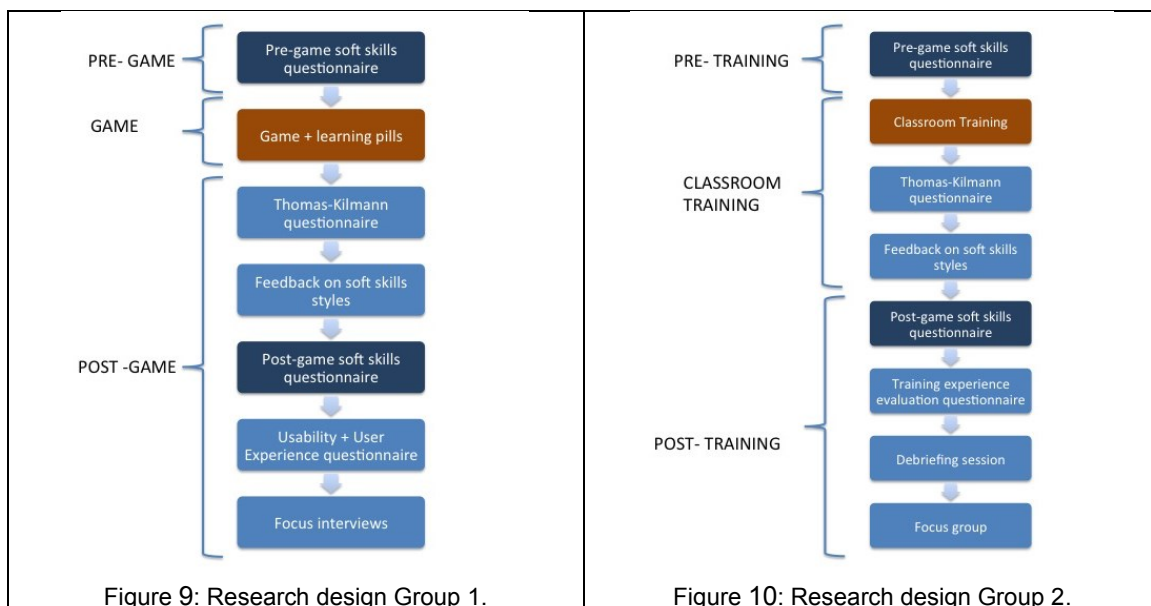 PRE- GAME
Pre-game soft skills
questionnaire
GAME
Game + learning pills
POST -GAME
Thomas-Kilmann
questionnaire
Feedback on soft skills
styles
Post-game soft skills
questionnaire
Usability + User
Experience questionnaire
Focus interviews
Figure 9: Research design Group 1.
PRE- TRAINING
Pre-game soft skills
questionnaire
CLASSROOM
TRAINING
Classroom Training
Thomas-Kilmann
questionnaire
Feedback on soft skills
styles
POST- TRAINING
Post-game soft skills
questionnaire
Training experience
evaluation questionnaire
Debriefing session
Focus group
Figure 10: Research design Group 2.